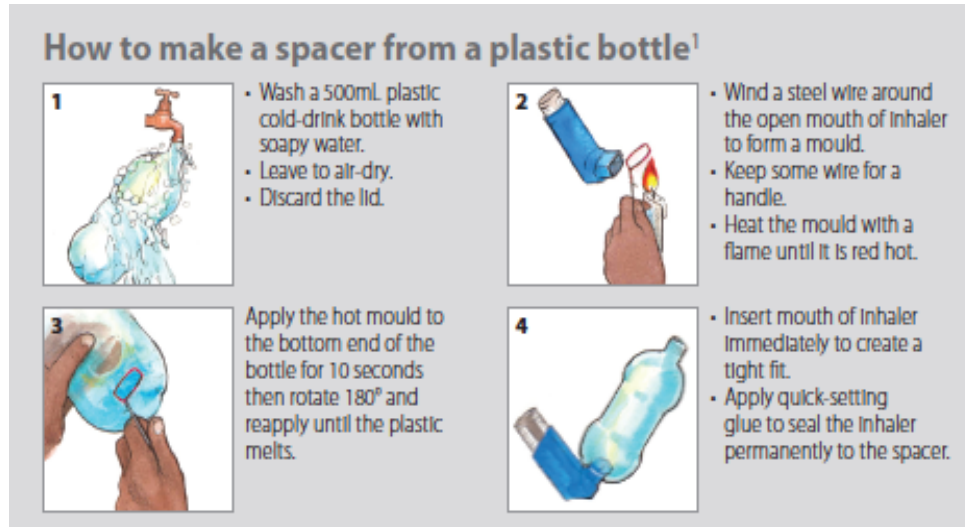 How to make a spacer from a plastic bottle¹
1
• Wash a 500mL plastic
cold-drink bottle with
soapy water.
• Leave to air-dry.
• Discard the lid.
2
• Wind a steel wire around
the open mouth of inhaler
to form a mould.
• Keep some wire for a
handle.
• Heat the mould with a
flame until it is red hot.
3
Apply the hot mould to
the bottom end of the
bottle for 10 seconds
then rotate 180º and
reapply until the plastic
melts.
4
• Insert mouth of inhaler
immediately to create a
tight fit.
• Apply quick-setting
glue to seal the inhaler
permanently to the spacer.